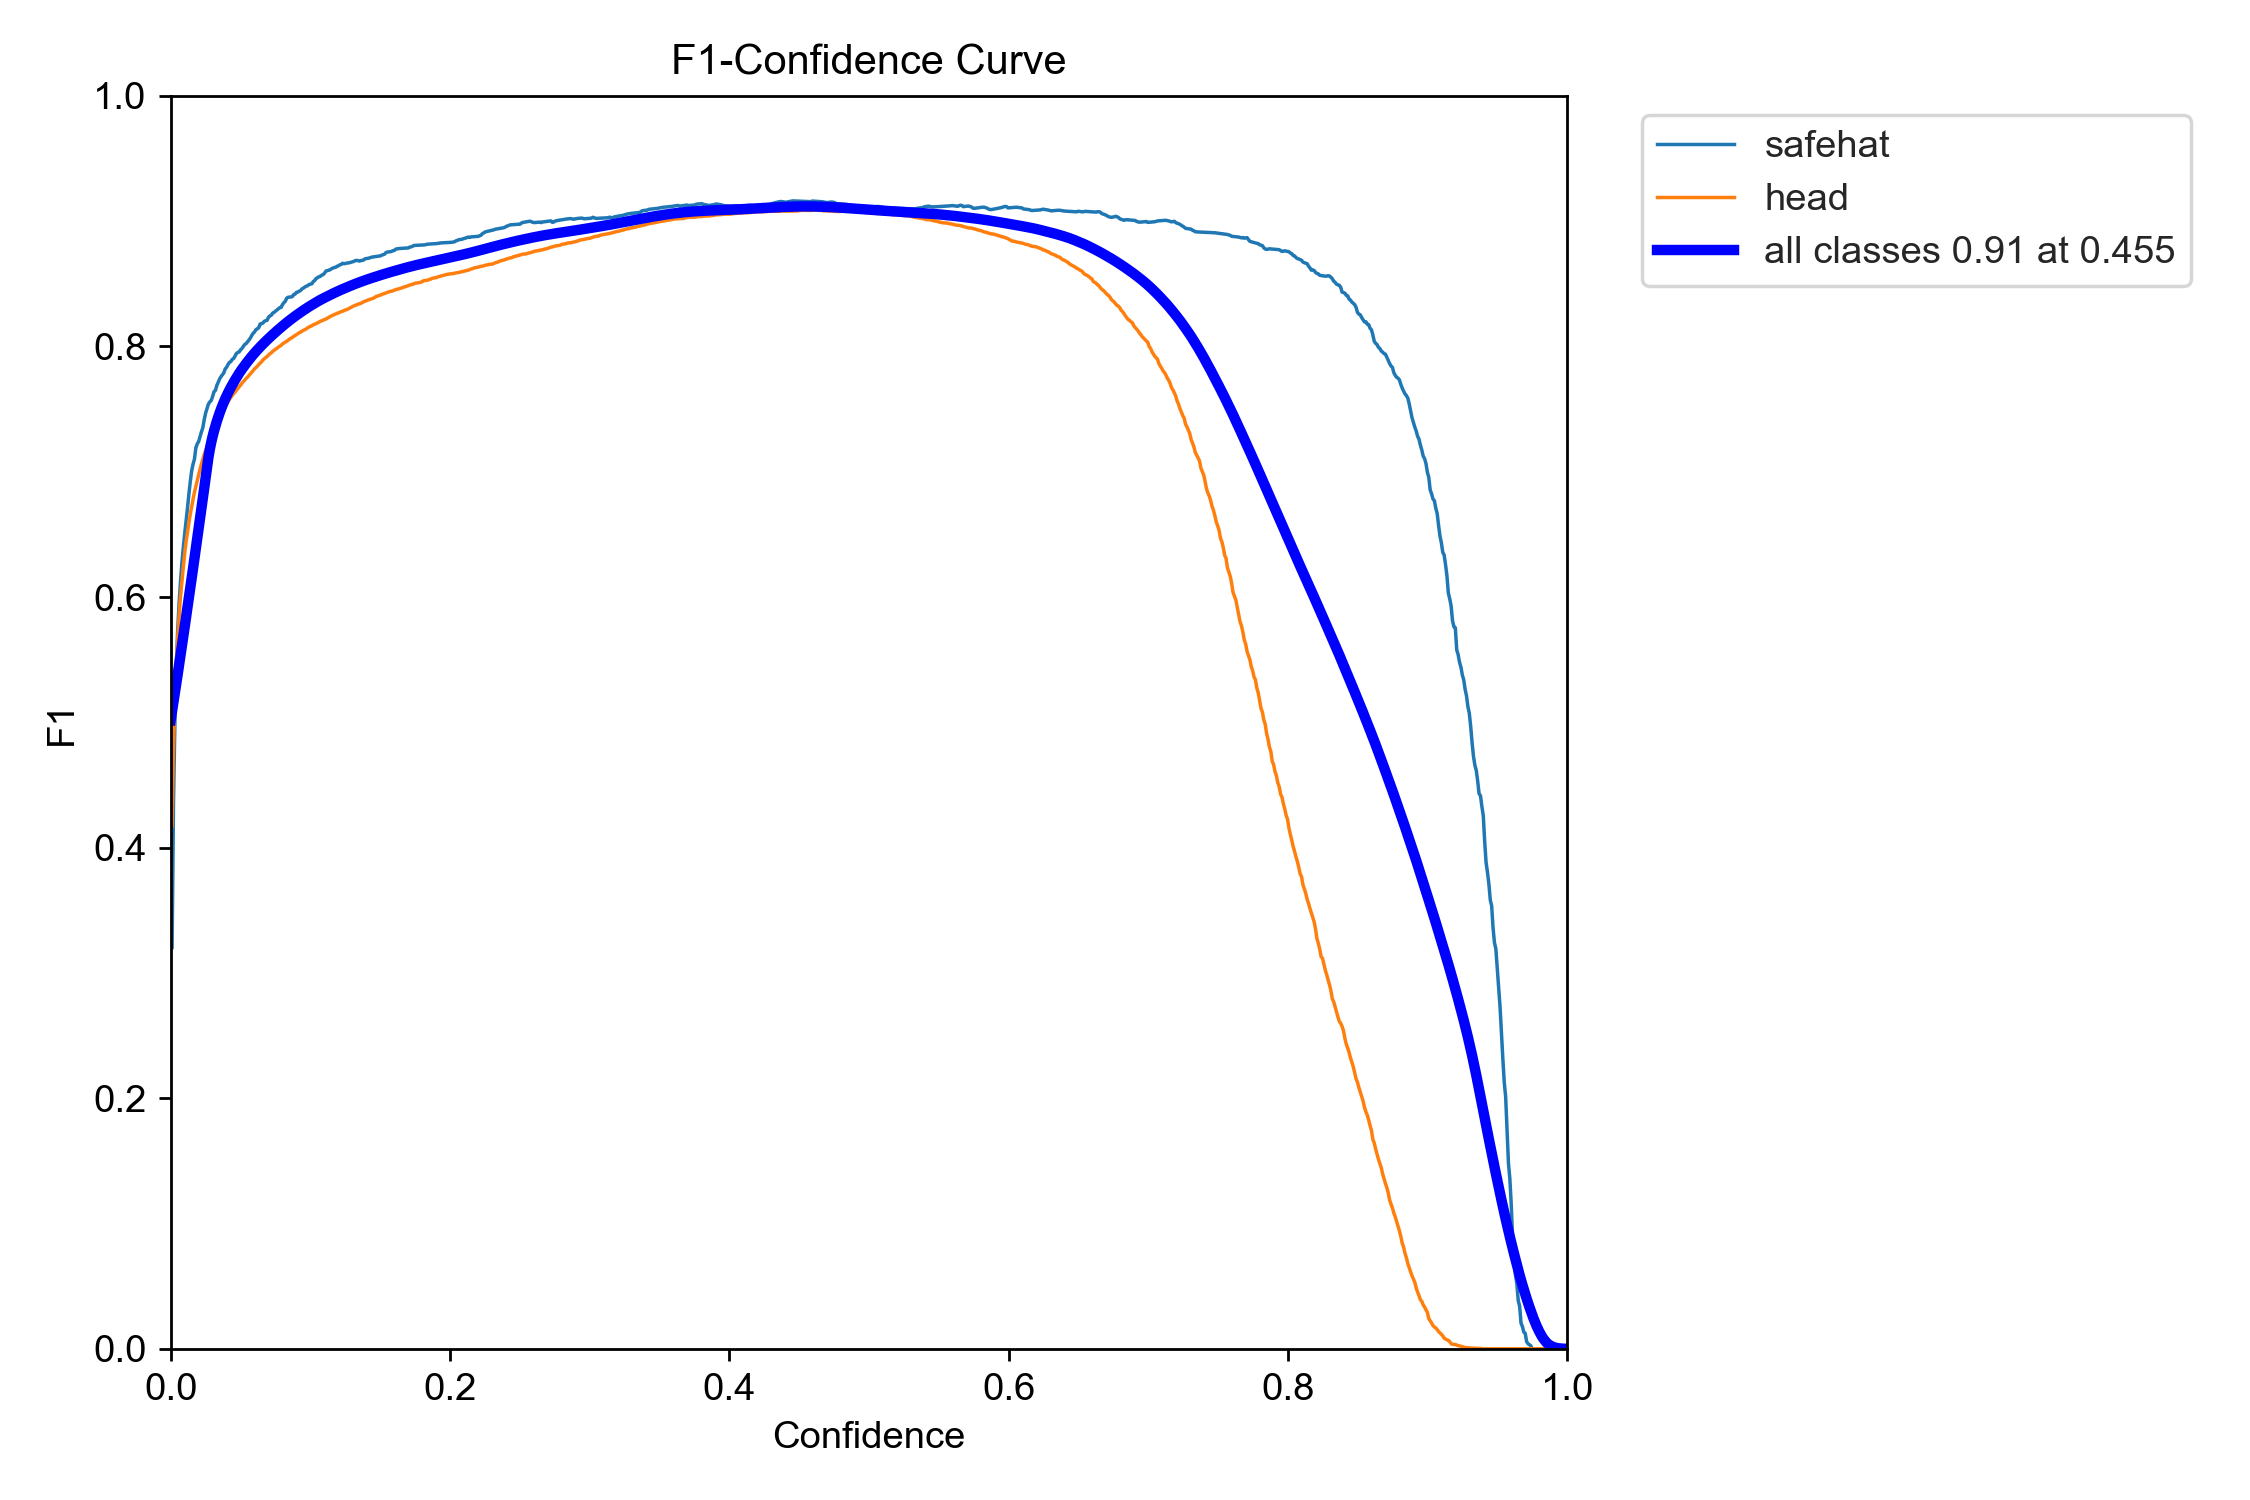 F1-Confidence Curve
1.0
0.8
0.6
0.4
0.2
0.0
F1
0.0 0.2 0.4 0.6 0.8 1.0
Confidence
safehat
head
all classes 0.91 at 0.455